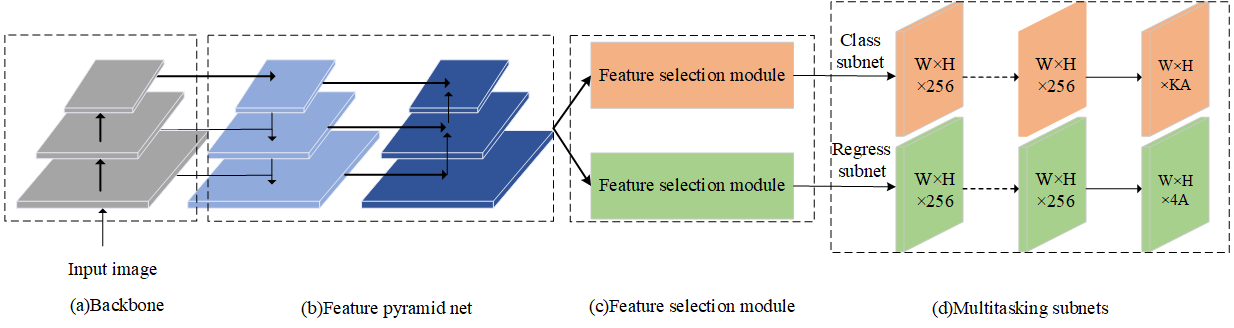 Input image
(a)Backbone
(b)Feature pyramid net
Feature selection module
Feature selection module
(c)Feature selection module
Class
subnet
W×H
×256
W×H
×256
W×H
×KA
Regress
subnet
W×H
×256
W×H
×256
W×H
×4A
(d)Multitasking subnets